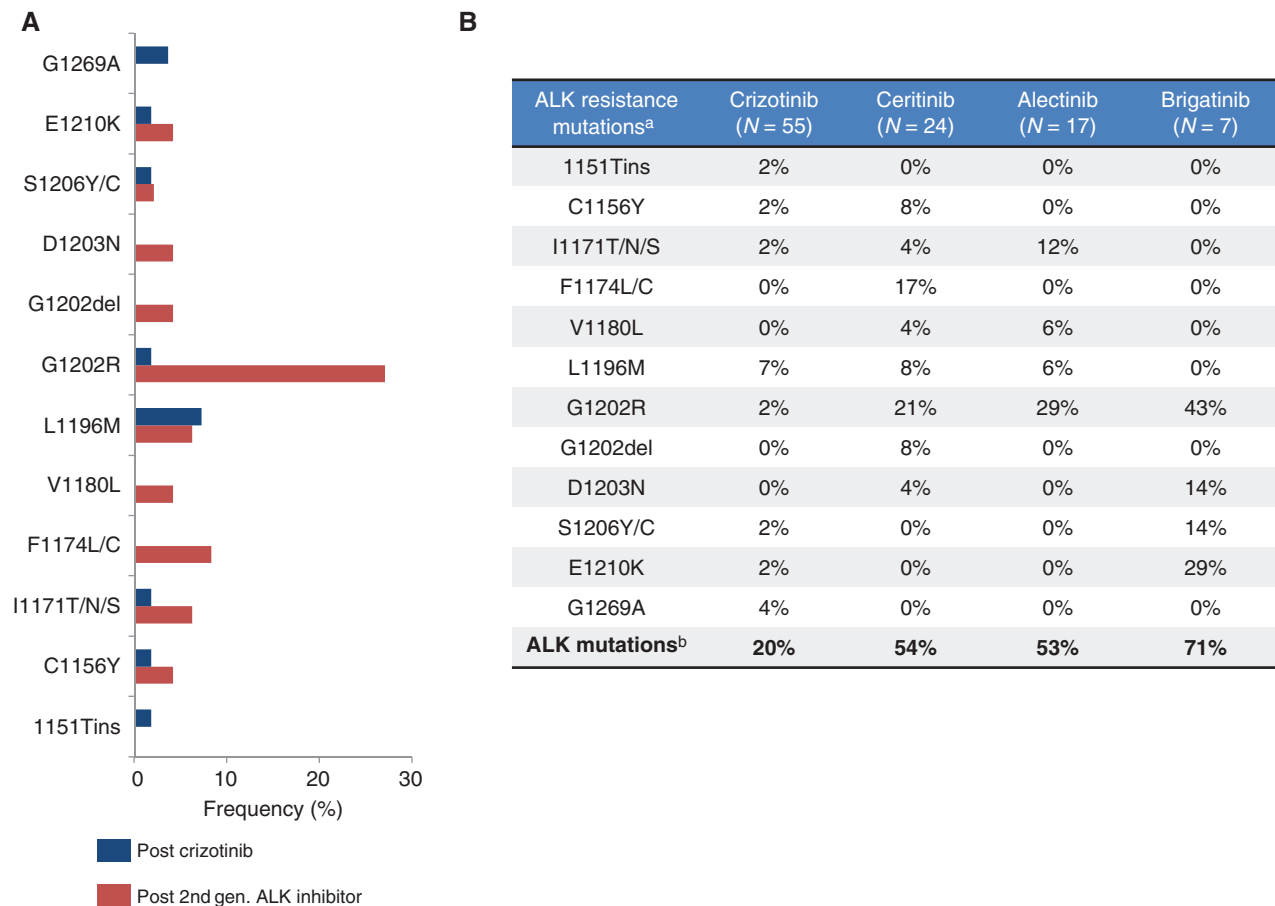 A
G1269A
E1210K
S1206Y/C
D1203N
G1202del
G1202R
L1196M
V1180L
F1174L/C
I1171T/N/S
C1156Y
1151Tins
0 10 20 30
Frequency (%)
Post crizotinib
Post 2nd gen. ALK inhibitor
B
ALK resistance mutationsᵃ Crizotinib (N = 55) Ceritinib (N = 24) Alectinib (N = 17) Brigatinib (N = 7)
1151Tins 2% 0% 0% 0%
C1156Y 2% 8% 0% 0%
I1171T/N/S 2% 4% 12% 0%
F1174L/C 0% 17% 0% 0%
V1180L 0% 4% 6% 0%
L1196M 7% 8% 6% 0%
G1202R 2% 21% 29% 43%
G1202del 0% 8% 0% 0%
D1203N 0% 4% 0% 14%
S1206Y/C 2% 0% 0% 14%
E1210K 2% 0% 0% 29%
G1269A 4% 0% 0% 0%
ALK mutationsᵇ 20% 54% 53% 71%